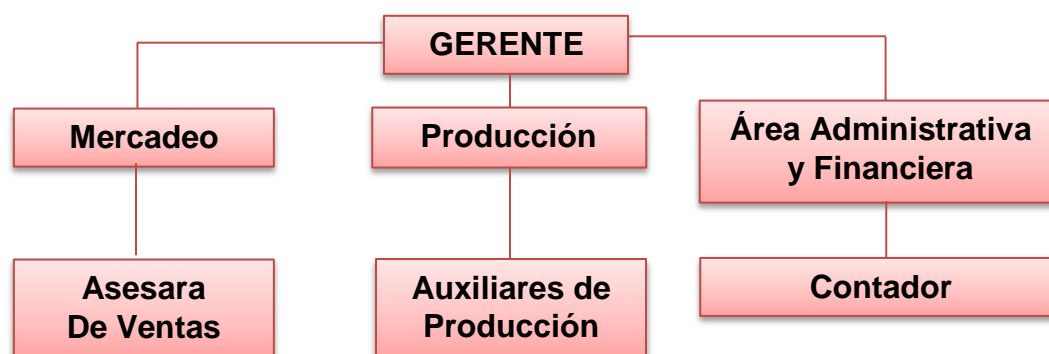 GERENTE
Mercadeo
Producción
Área Administrativa
y Financiera
Asesara
De Ventas
Auxiliares de
Producción
Contador